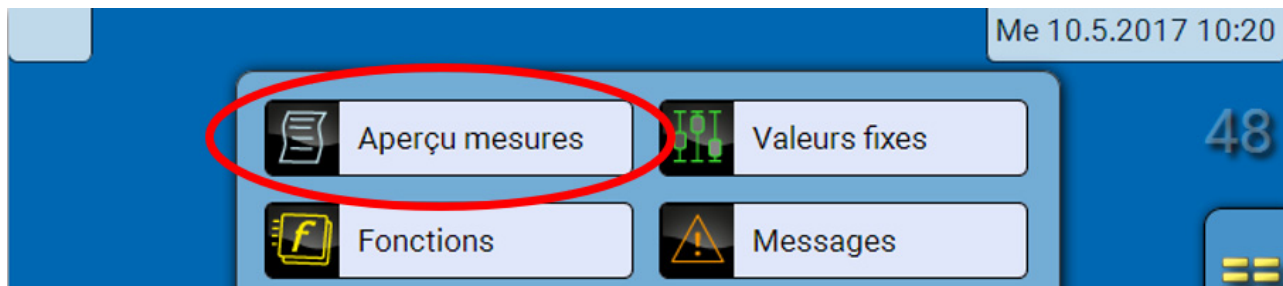 Me 10.5.2017 10:20
Aperçu mesures
Valeurs fixes
48
f Fonctions
Messages